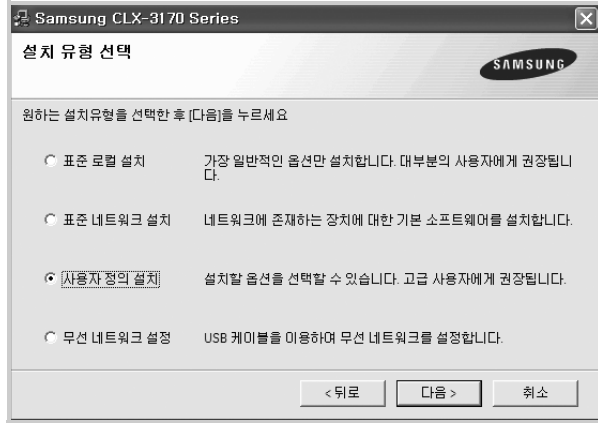 Samsung CLX-3170 Series
설치 유형 선택
SAMSUNG
원하는 설치유형을 선택한 후 [다음]을 누르세요
표준 로컬 설치 가장 일반적인 옵션만 설치합니다. 대부분의 사용자에게 권장됩니
다.
표준 네트워크 설치 네트워크에 존재하는 장치에 대한 기본 소프트웨어를 설치합니다.
사용자 정의 설치 설치할 옵션을 선택할 수 있습니다. 고급 사용자에게 권장됩니다.
무선 네트워크 설정 USB 케이블을 이용하여 무선 네트워크를 설정합니다.
< 뒤로 다음 > 취소